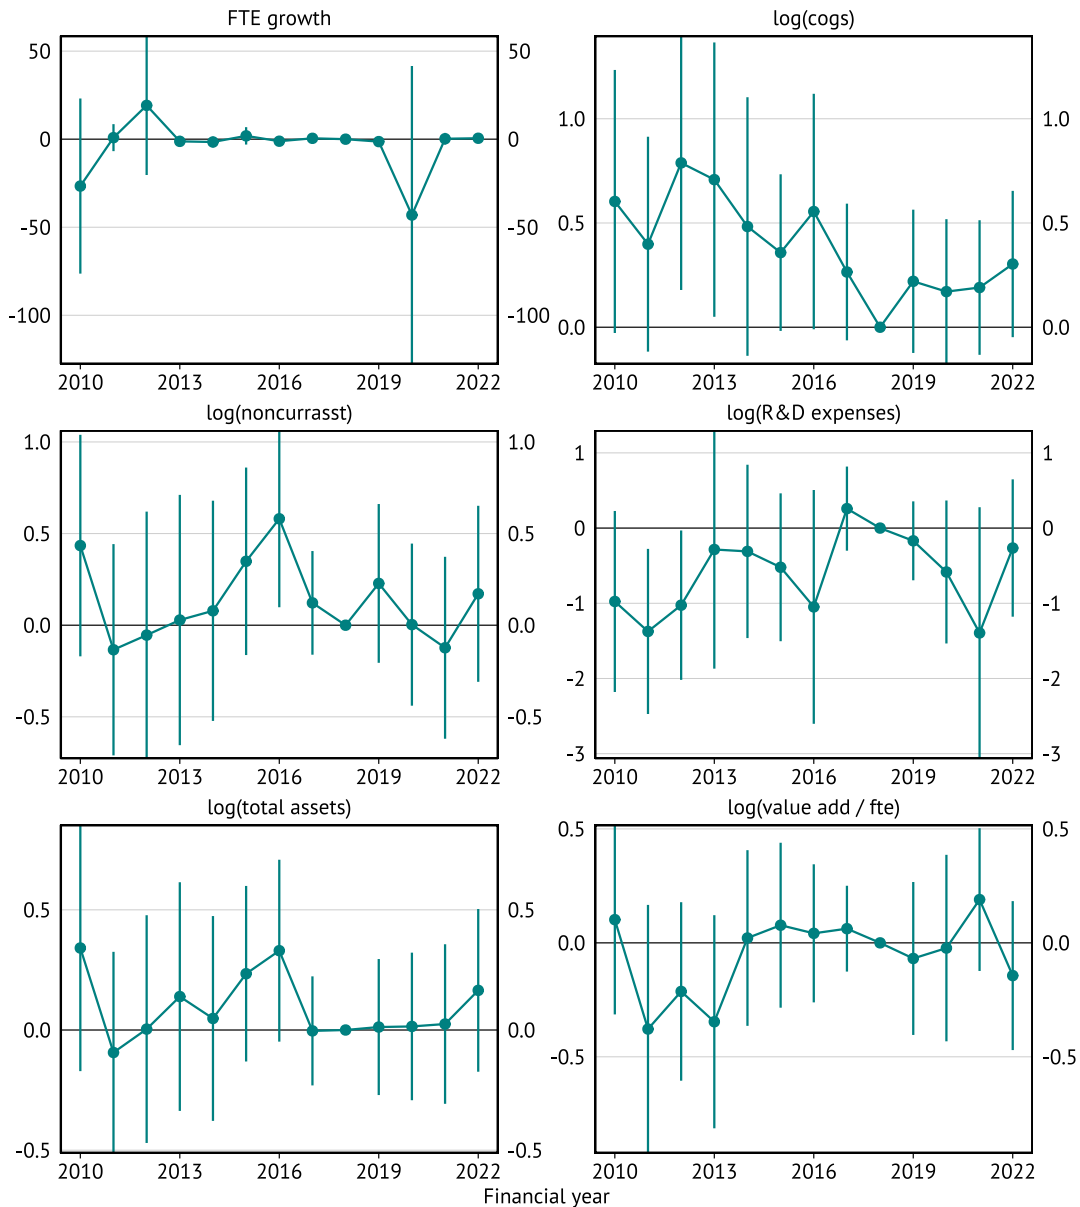 FTE growth
log(cogs)
50 50
0 0
-50 -50
-100 -100
2010 2013 2016 2019 2022
1.0 1.0
0.5 0.5
0.0 0.0
2010 2013 2016 2019 2022
log(noncurrasst)
log(R&D expenses)
1.0 1.0
0.5 0.5
0.0 0.0
-0.5 -0.5
2010 2013 2016 2019 2022
1 1
0 0
-1 -1
-2 -2
-3 -3
2010 2013 2016 2019 2022
log(total assets)
log(value add / fte)
0.5 0.5
0.0 0.0
-0.5 -0.5
2010 2013 2016 2019 2022
0.5 0.5
0.0 0.0
-0.5 -0.5
2010 2013 2016 2019 2022
Financial year